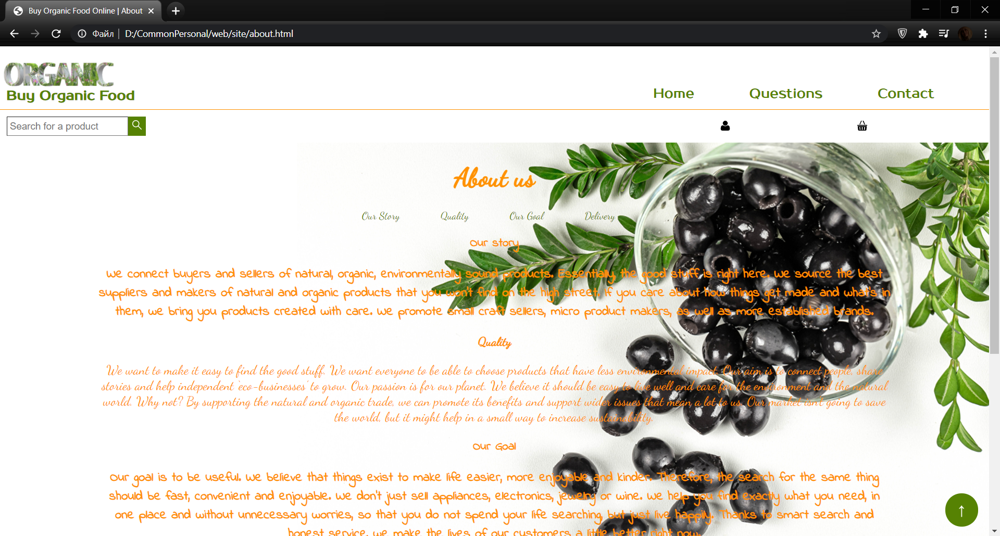 Buy Organic Food Online | About
Файл | D:/CommonPersonal/web/site/about.html
ORGANIC
Buy Organic Food
Home Questions Contact
Search for a product
About us
Our Story Quality Our Goal Delivery
Our story
We connect buyers and sellers of natural, organic, environmentally sound products. Essentially, the good stuff is right here. We source the best
suppliers and makers of natural and organic products that you won't find on the high street. If you care about how things get made and what's in
them, we bring you products created with care. We promote small craft sellers, micro product makers, as well as more established brands.
Quality
We want to make it easy to find the good stuff. We want everyone to be able to choose products that have less environmental impact. Our aim is to connect people, share
stories and help independent 'eco-businesses' to grow. Our passion is for our planet. We believe it should be easy to live well and care for the environment and the natural
world. Why not? By supporting the natural and organic trade, we can promote its benefits and support wider issues that mean a lot to us. Our market isn't going to save
the world, but it might help in a small way to increase sustainability.
Our Goal
Our goal is to be useful. We believe that things exist to make life easier, more enjoyable and kinder. Therefore, the search for the same thing
should be fast, convenient and enjoyable. We don't just sell appliances, electronics, jewelry or wine. We help you find exactly what you need, in
one place and without unnecessary worries, so that you do not spend your life searching, but just live happily. Thanks to smart search and
honest service, we make the lives of our customers a little better right now.
↑